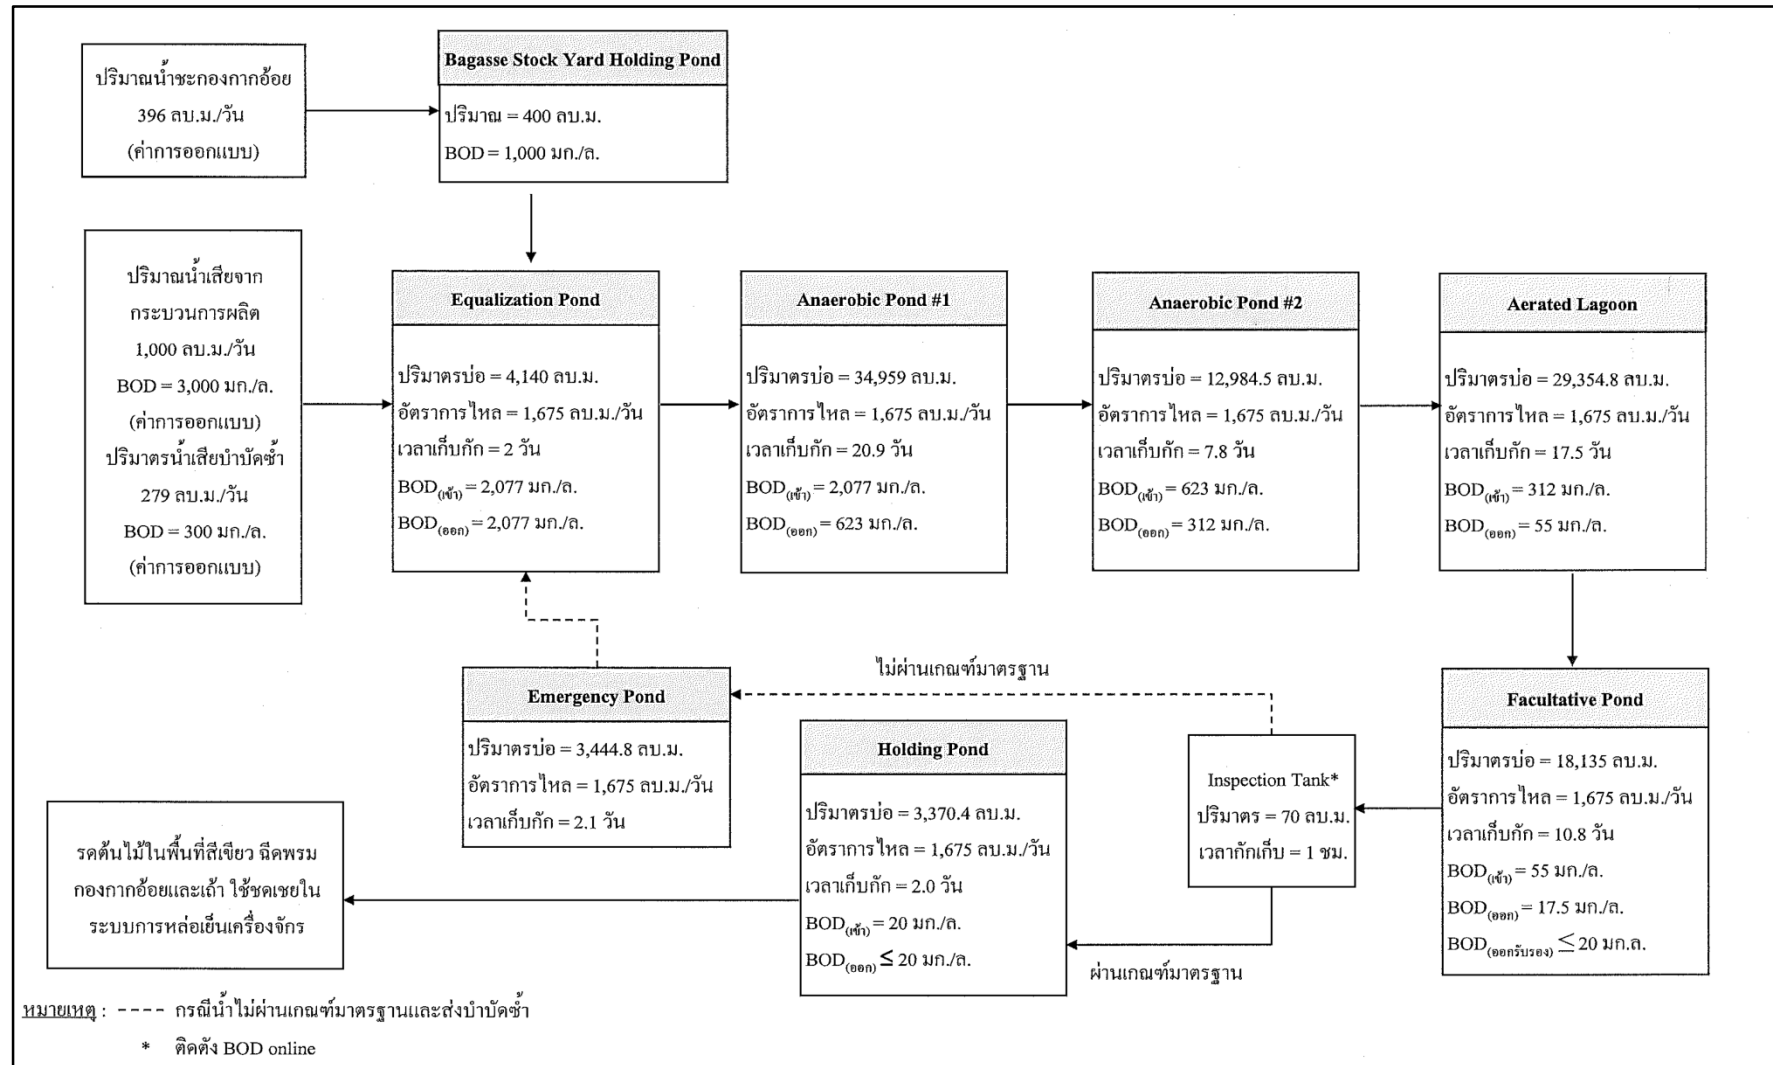 ปริมาณน้ำชะกองกากอ้อย
396 ลบ.ม./วัน
(ค่าการออกแบบ)
Bagasse Stock Yard Holding Pond
ปริมาณ = 400 ลบ.ม.
BOD = 1,000 มก./ล.
ปริมาณน้ำเสียจาก
กระบวนการผลิต
1,000 ลบ.ม./วัน
BOD = 3,000 มก./ล.
(ค่าการออกแบบ)
ปริมาตรน้ำเสียบำบัดซ้ำ
279 ลบ.ม./วัน
BOD = 300 มก./ล.
(ค่าการออกแบบ)
Equalization Pond
ปริมาตรบ่อ = 4,140 ลบ.ม.
อัตราการไหล = 1,675 ลบ.ม./วัน
เวลาเก็บกัก = 2 วัน
BOD(เข้า) = 2,077 มก./ล.
BOD(ออก) = 2,077 มก./ล.
Anaerobic Pond #1
ปริมาตรบ่อ = 34,959 ลบ.ม.
อัตราการไหล = 1,675 ลบ.ม./วัน
เวลาเก็บกัก = 20.9 วัน
BOD(เข้า) = 2,077 มก./ล.
BOD(ออก) = 623 มก./ล.
Anaerobic Pond #2
ปริมาตรบ่อ = 12,984.5 ลบ.ม.
อัตราการไหล = 1,675 ลบ.ม./วัน
เวลาเก็บกัก = 7.8 วัน
BOD(เข้า) = 623 มก./ล.
BOD(ออก) = 312 มก./ล.
Aerated Lagoon
ปริมาตรบ่อ = 29,354.8 ลบ.ม.
อัตราการไหล = 1,675 ลบ.ม./วัน
เวลาเก็บกัก = 17.5 วัน
BOD(เข้า) = 312 มก./ล.
BOD(ออก) = 55 มก./ล.
Facultative Pond
ปริมาตรบ่อ = 18,135 ลบ.ม.
อัตราการไหล = 1,675 ลบ.ม./วัน
เวลาเก็บกัก = 10.8 วัน
BOD(เข้า) = 55 มก./ล.
BOD(ออก) = 17.5 มก./ล.
BOD(ออกรับรอง) ≤ 20 มก.ล.
Inspection Tank*
ปริมาตร = 70 ลบ.ม.
เวลากักเก็บ = 1 ชม.
ไม่ผ่านเกณฑ์มาตรฐาน
ผ่านเกณฑ์มาตรฐาน
Emergency Pond
ปริมาตรบ่อ = 3,444.8 ลบ.ม.
อัตราการไหล = 1,675 ลบ.ม./วัน
เวลาเก็บกัก = 2.1 วัน
Holding Pond
ปริมาตรบ่อ = 3,370.4 ลบ.ม.
อัตราการไหล = 1,675 ลบ.ม./วัน
เวลาเก็บกัก = 2.0 วัน
BOD(เข้า) = 20 มก./ล.
BOD(ออก) ≤ 20 มก./ล.
รดต้นไม้ในพื้นที่สีเขียว ฉีดพรม
กองกากอ้อยและเถ้า ใช้ชดเชยใน
ระบบการหล่อเย็นเครื่องจักร
หมายเหตุ : ---- กรณีน้ำไม่ผ่านเกณฑ์มาตรฐานและส่งบำบัดซ้ำ
* ติดตั้ง BOD online